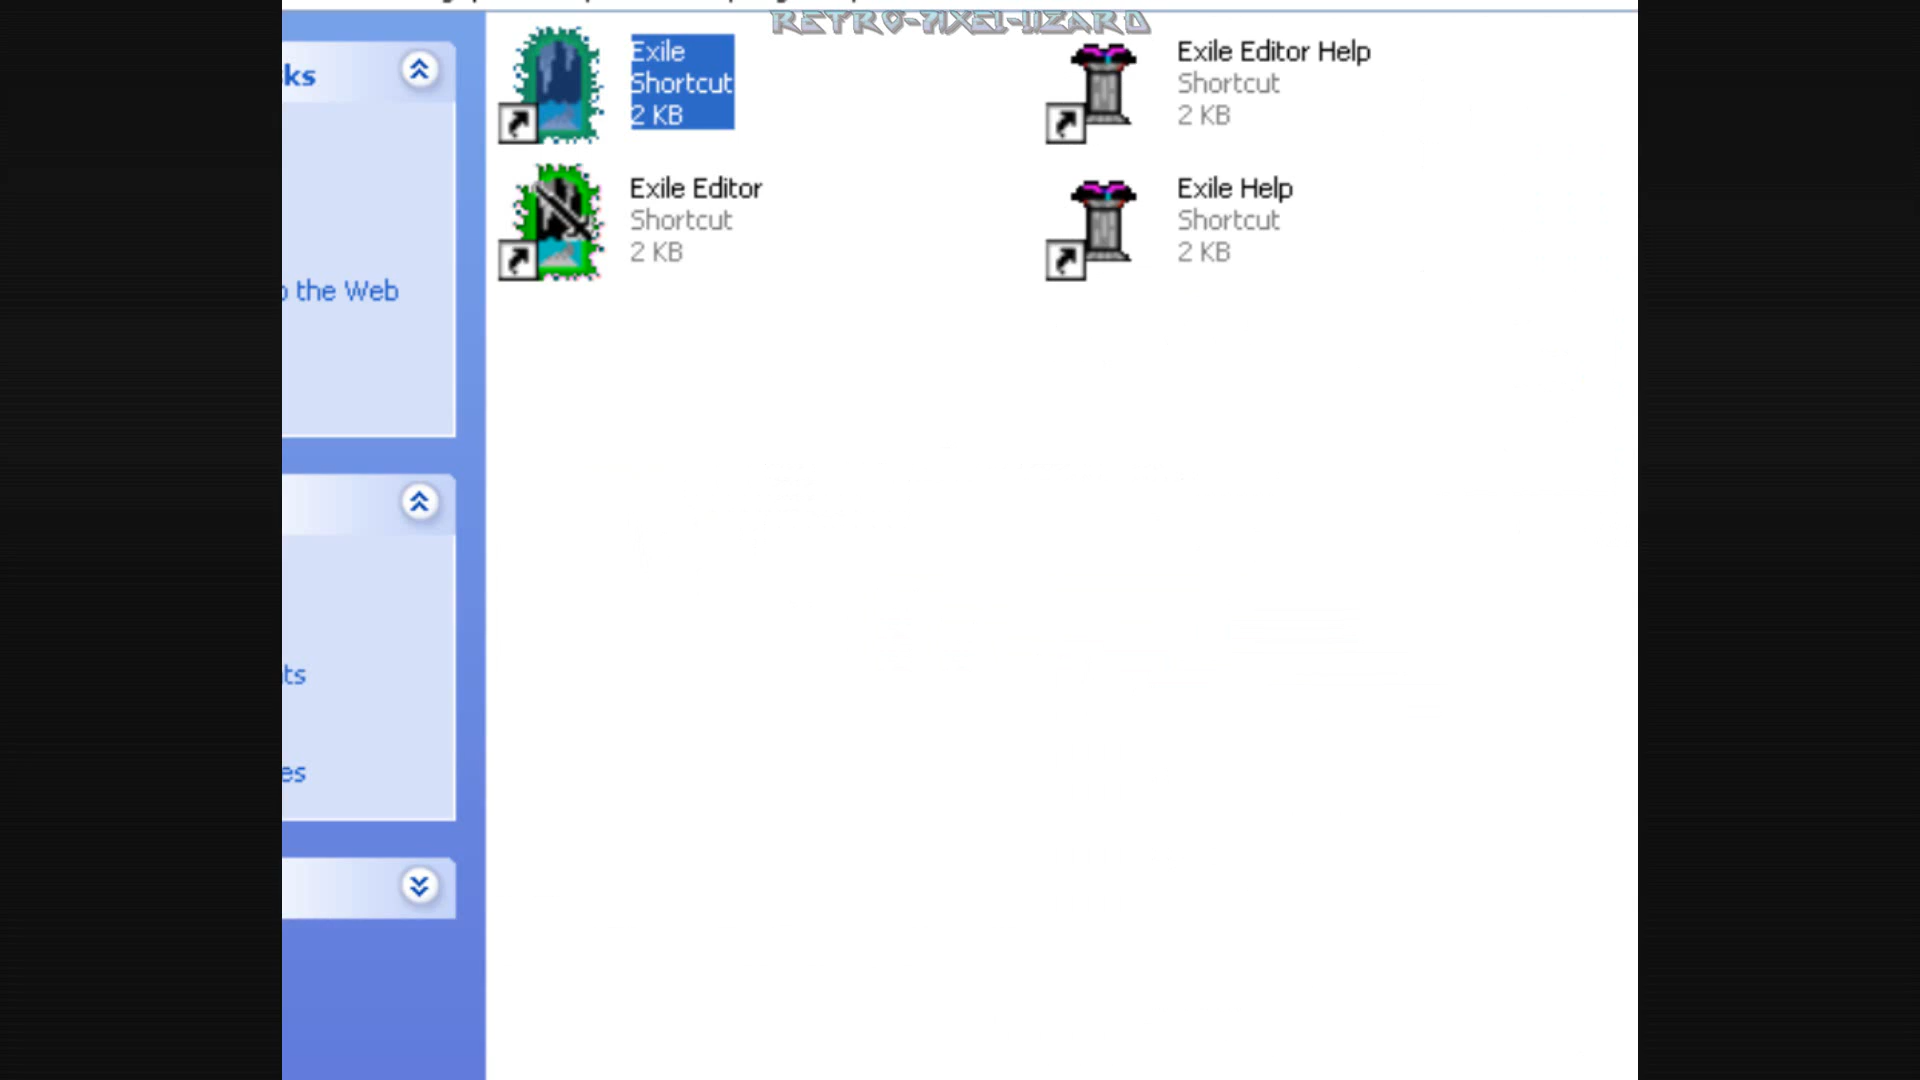 RETRO-PIXEL-LIZARD
ks
o the Web
ts
es
Exile
Shortcut
2 KB
Exile Editor Help
Shortcut
2 KB
Exile Editor
Shortcut
2 KB
Exile Help
Shortcut
2 KB